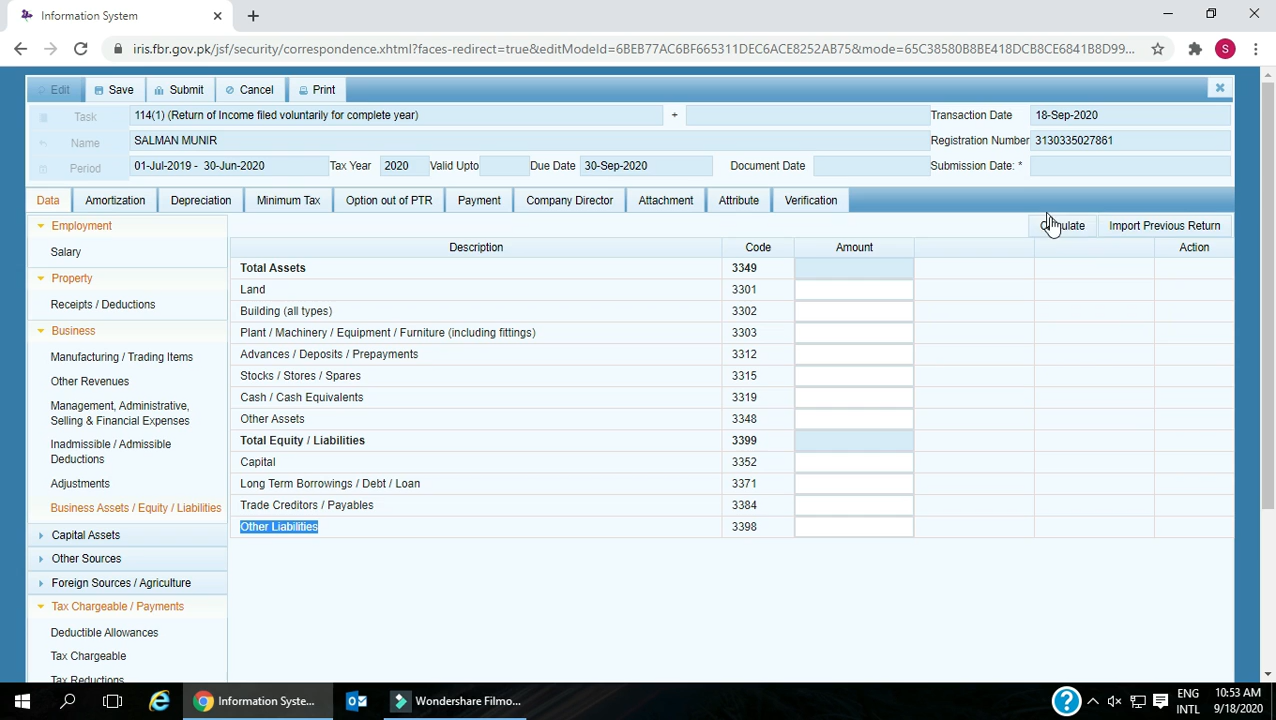 Information System
iris.fbr.gov.pk/jsf/security/correspondence.xhtml?faces-redirect=true&editModeId=6BEB77AC6BF665311DEC6ACE8252AB75&mode=65C38580B8BE418DCB8CE6841B8D99...
S
Edit Save Submit Cancel Print
Task 114(1) (Return of Income filed voluntarily for complete year) + Transaction Date 18-Sep-2020
Name SALMAN MUNIR Registration Number 3130335027861
Period 01-Jul-2019 - 30-Jun-2020 Tax Year 2020 Valid Upto Due Date 30-Sep-2020 Document Date Submission Date: *
Data Amortization Depreciation Minimum Tax Option out of PTR Payment Company Director Attachment Attribute Verification
Employment
Salary
Property
Receipts / Deductions
Business
Manufacturing / Trading Items
Other Revenues
Management, Administrative,
Selling & Financial Expenses
Inadmissible / Admissible
Deductions
Adjustments
Business Assets / Equity / Liabilities
Capital Assets
Other Sources
Foreign Sources / Agriculture
Tax Chargeable / Payments
Deductible Allowances
Tax Chargeable
Tax Reductions
Calculate Import Previous Return
Description Code Amount Action
Total Assets 3349
Land 3301
Building (all types) 3302
Plant / Machinery / Equipment / Furniture (including fittings) 3303
Advances / Deposits / Prepayments 3312
Stocks / Stores / Spares 3315
Cash / Cash Equivalents 3319
Other Assets 3348
Total Equity / Liabilities 3399
Capital 3352
Long Term Borrowings / Debt / Loan 3371
Trade Creditors / Payables 3384
Other Liabilities 3398
Information Syste...
Wondershare Filmo...
ENG
INTL
10:53 AM
9/18/2020